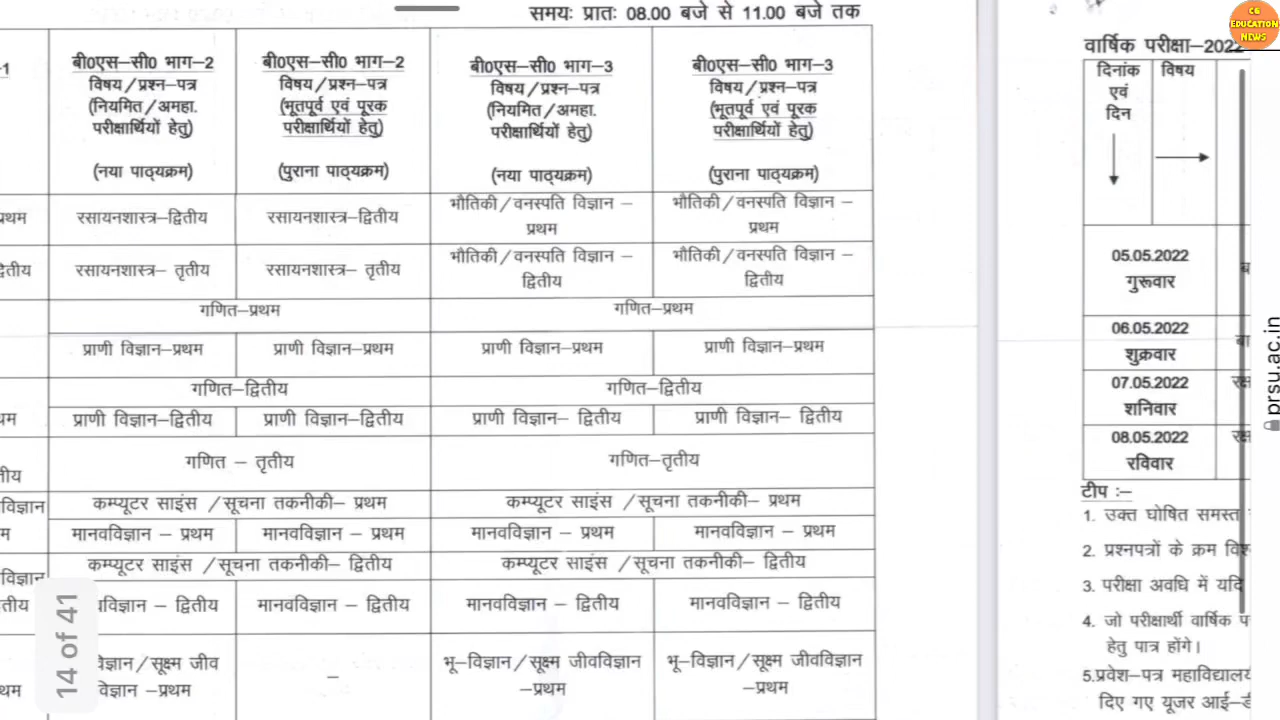 समयः प्रातः 08.00 बजे से 11.00 बजे तक
-1
बी0एस–सी0 भाग–2
विषय/प्रश्न–पत्र
(नियमित/अमहा.
परीक्षार्थियों हेतु)
(नया पाठ्यक्रम)
बी0एस–सी0 भाग–2
विषय/प्रश्न–पत्र
(भूतपूर्व एवं पूरक
परीक्षार्थियों हेतु)
(पुराना पाठ्यक्रम)
बी0एस–सी0 भाग–3
विषय/प्रश्न–पत्र
(नियमित/अमहा.
परीक्षार्थियों हेतु)
(नया पाठ्यक्रम)
बी0एस–सी0 भाग–3
विषय/प्रश्न–पत्र
(भूतपूर्व एवं पूरक
परीक्षार्थियों हेतु)
(पुराना पाठ्यक्रम)
रसायनशास्त्र–द्वितीय
रसायनशास्त्र–द्वितीय
भौतिकी/वनस्पति विज्ञान –
प्रथम
भौतिकी/वनस्पति विज्ञान –
प्रथम
रसायनशास्त्र– तृतीय
रसायनशास्त्र– तृतीय
भौतिकी/वनस्पति विज्ञान –
द्वितीय
भौतिकी/वनस्पति विज्ञान –
द्वितीय
गणित–प्रथम
गणित–प्रथम
प्राणी विज्ञान–प्रथम
प्राणी विज्ञान–प्रथम
प्राणी विज्ञान–प्रथम
प्राणी विज्ञान–प्रथम
गणित–द्वितीय
गणित–द्वितीय
प्राणी विज्ञान–द्वितीय
प्राणी विज्ञान–द्वितीय
प्राणी विज्ञान– द्वितीय
प्राणी विज्ञान– द्वितीय
गणित – तृतीय
गणित–तृतीय
विज्ञान
कम्प्यूटर साइंस /सूचना तकनीकी– प्रथम
कम्प्यूटर साइंस /सूचना तकनीकी– प्रथम
मानवविज्ञान – प्रथम
मानवविज्ञान – प्रथम
मानवविज्ञान – प्रथम
मानवविज्ञान – प्रथम
विज्ञान
कम्प्यूटर साइंस /सूचना तकनीकी– द्वितीय
कम्प्यूटर साइंस /सूचना तकनीकी– द्वितीय
वविज्ञान – द्वितीय
मानवविज्ञान – द्वितीय
मानवविज्ञान – द्वितीय
मानवविज्ञान – द्वितीय
विज्ञान/सूक्ष्म जीव
विज्ञान –प्रथम
–
भू–विज्ञान/सूक्ष्म जीवविज्ञान
–प्रथम
भू–विज्ञान/सूक्ष्म जीवविज्ञान
–प्रथम
14 of 41
CG
EDUCATION
NEWS
वार्षिक परीक्षा–2022
दिनांक
एवं
दिन
विषय
05.05.2022
गुरूवार
06.05.2022
शुक्रवार
07.05.2022
शनिवार
08.05.2022
रविवार
टीप :–
1. उक्त घोषित समस्त
2. प्रश्नपत्रों के क्रम
3. परीक्षा अवधि में यदि
4. जो परीक्षार्थी वार्षिक
हेतु पात्र होंगे।
5.प्रवेश–पत्र
दिए गए यूजर
prsu.ac.in